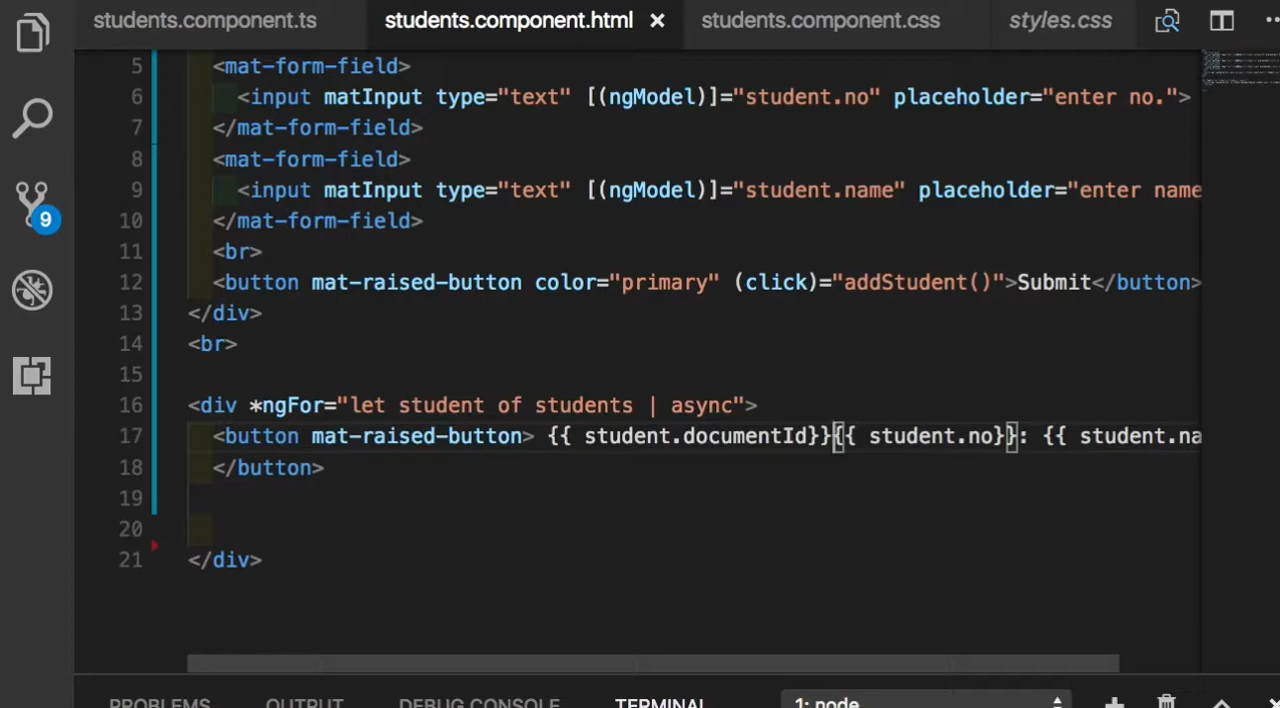 students.component.ts students.component.html × students.component.css styles.css
5 <mat-form-field>
6 <input matInput type="text" [(ngModel)]="student.no" placeholder="enter no.">
7 </mat-form-field>
8 <mat-form-field>
9 <input matInput type="text" [(ngModel)]="student.name" placeholder="enter name
10 </mat-form-field>
11 <br>
12 <button mat-raised-button color="primary" (click)="addStudent()">Submit</button>
13 </div>
14 <br>
15
16 <div *ngFor="let student of students | async">
17 <button mat-raised-button> {{ student.documentId}}{{ student.no}}: {{ student.na
18 </button>
19
20
21 </div>
9
PROBLEMS OUTPUT DEBUG CONSOLE TERMINAL 1: node